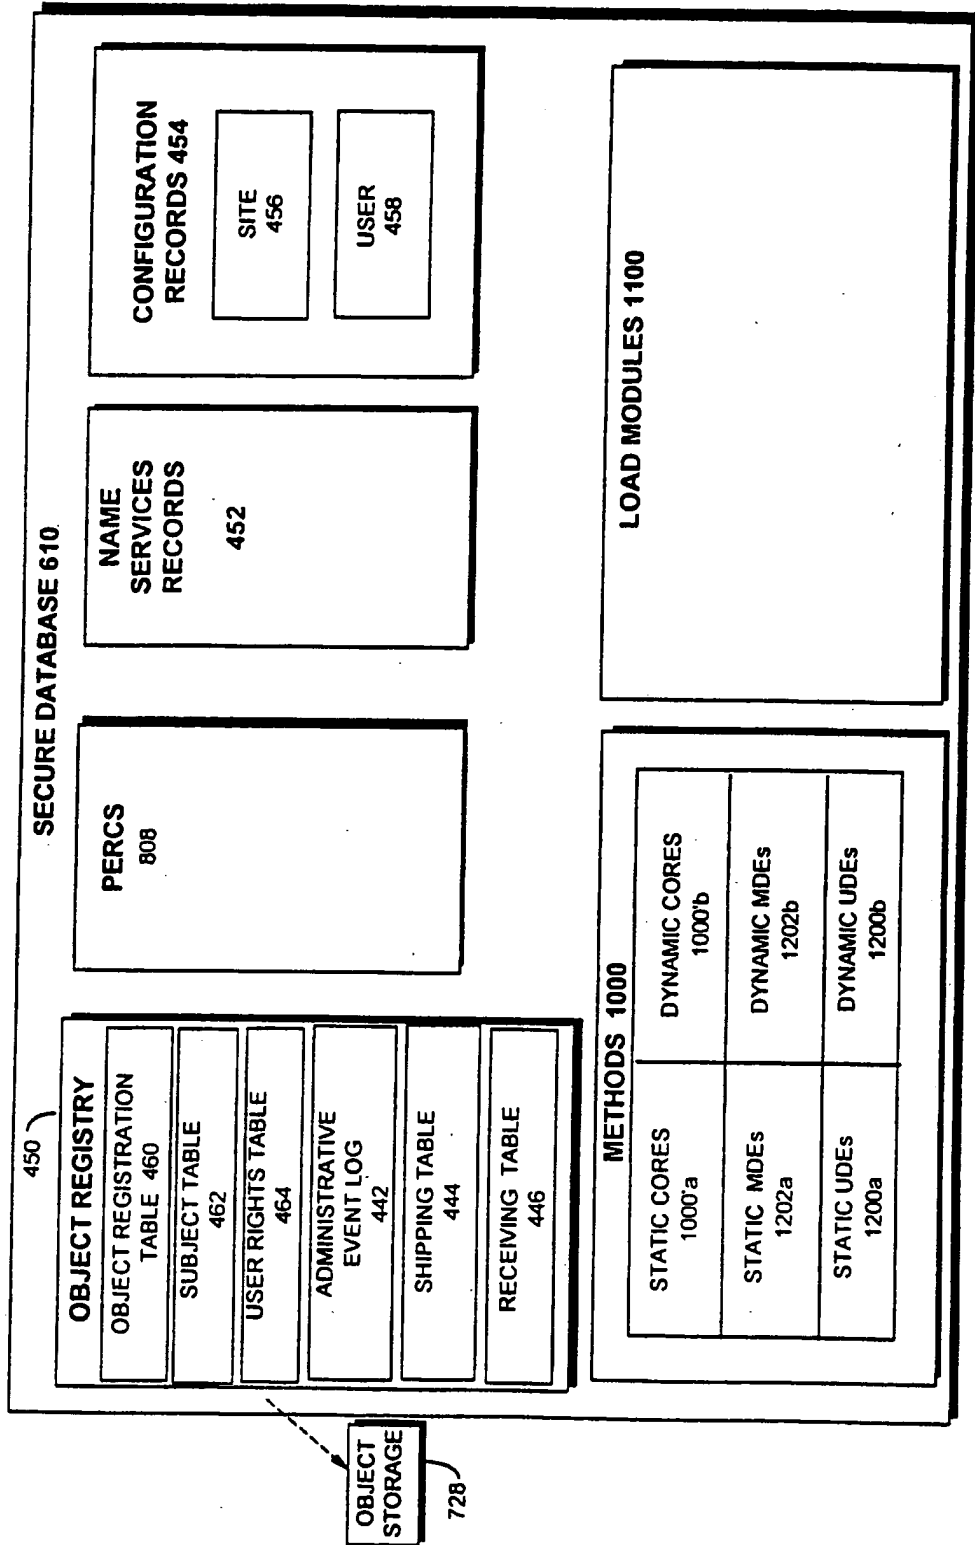 SECURE DATABASE 610
450
OBJECT REGISTRY
OBJECT REGISTRATION
TABLE 460
SUBJECT TABLE
462
USER RIGHTS TABLE
464
ADMINISTRATIVE
EVENT LOG
442
SHIPPING TABLE
444
RECEIVING TABLE
446
OBJECT
STORAGE
728
PERCS
808
NAME
SERVICES
RECORDS
452
CONFIGURATION
RECORDS 454
SITE
456
USER
458
METHODS 1000
STATIC CORES
1000'a
DYNAMIC CORES
1000'b
STATIC MDEs
1202a
DYNAMIC MDEs
1202b
STATIC UDEs
1200a
DYNAMIC UDEs
1200b
LOAD MODULES 1100